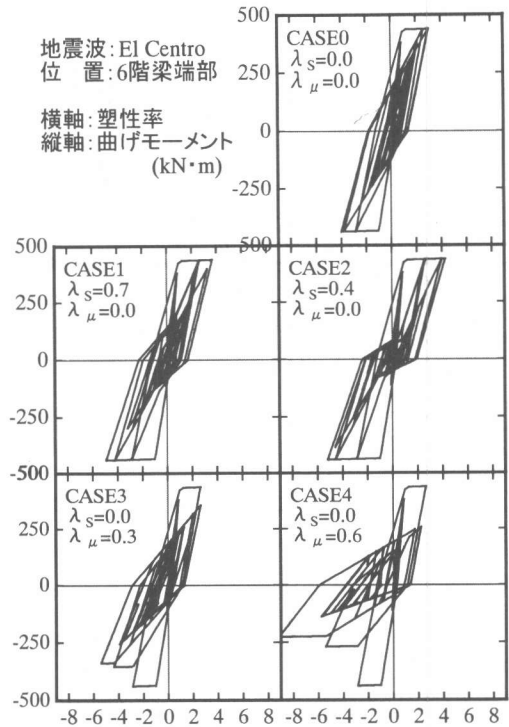 地震波:El Centro
位　置:6階梁端部
横軸:塑性率
縦軸:曲げモーメント
(kN・m)
500
250
0
-250
500
CASE0
λs=0.0
λμ=0.0
500
250
0
-250
-500
CASE1
λs=0.7
λμ=0.0
CASE2
λs=0.4
λμ=0.0
250
0
-250
-500
CASE3
λs=0.0
λμ=0.3
CASE4
λs=0.0
λμ=0.6
-8 -6 -4 -2 0 2 4 6 8
-8 -6 -4 -2 0 2 4 6 8